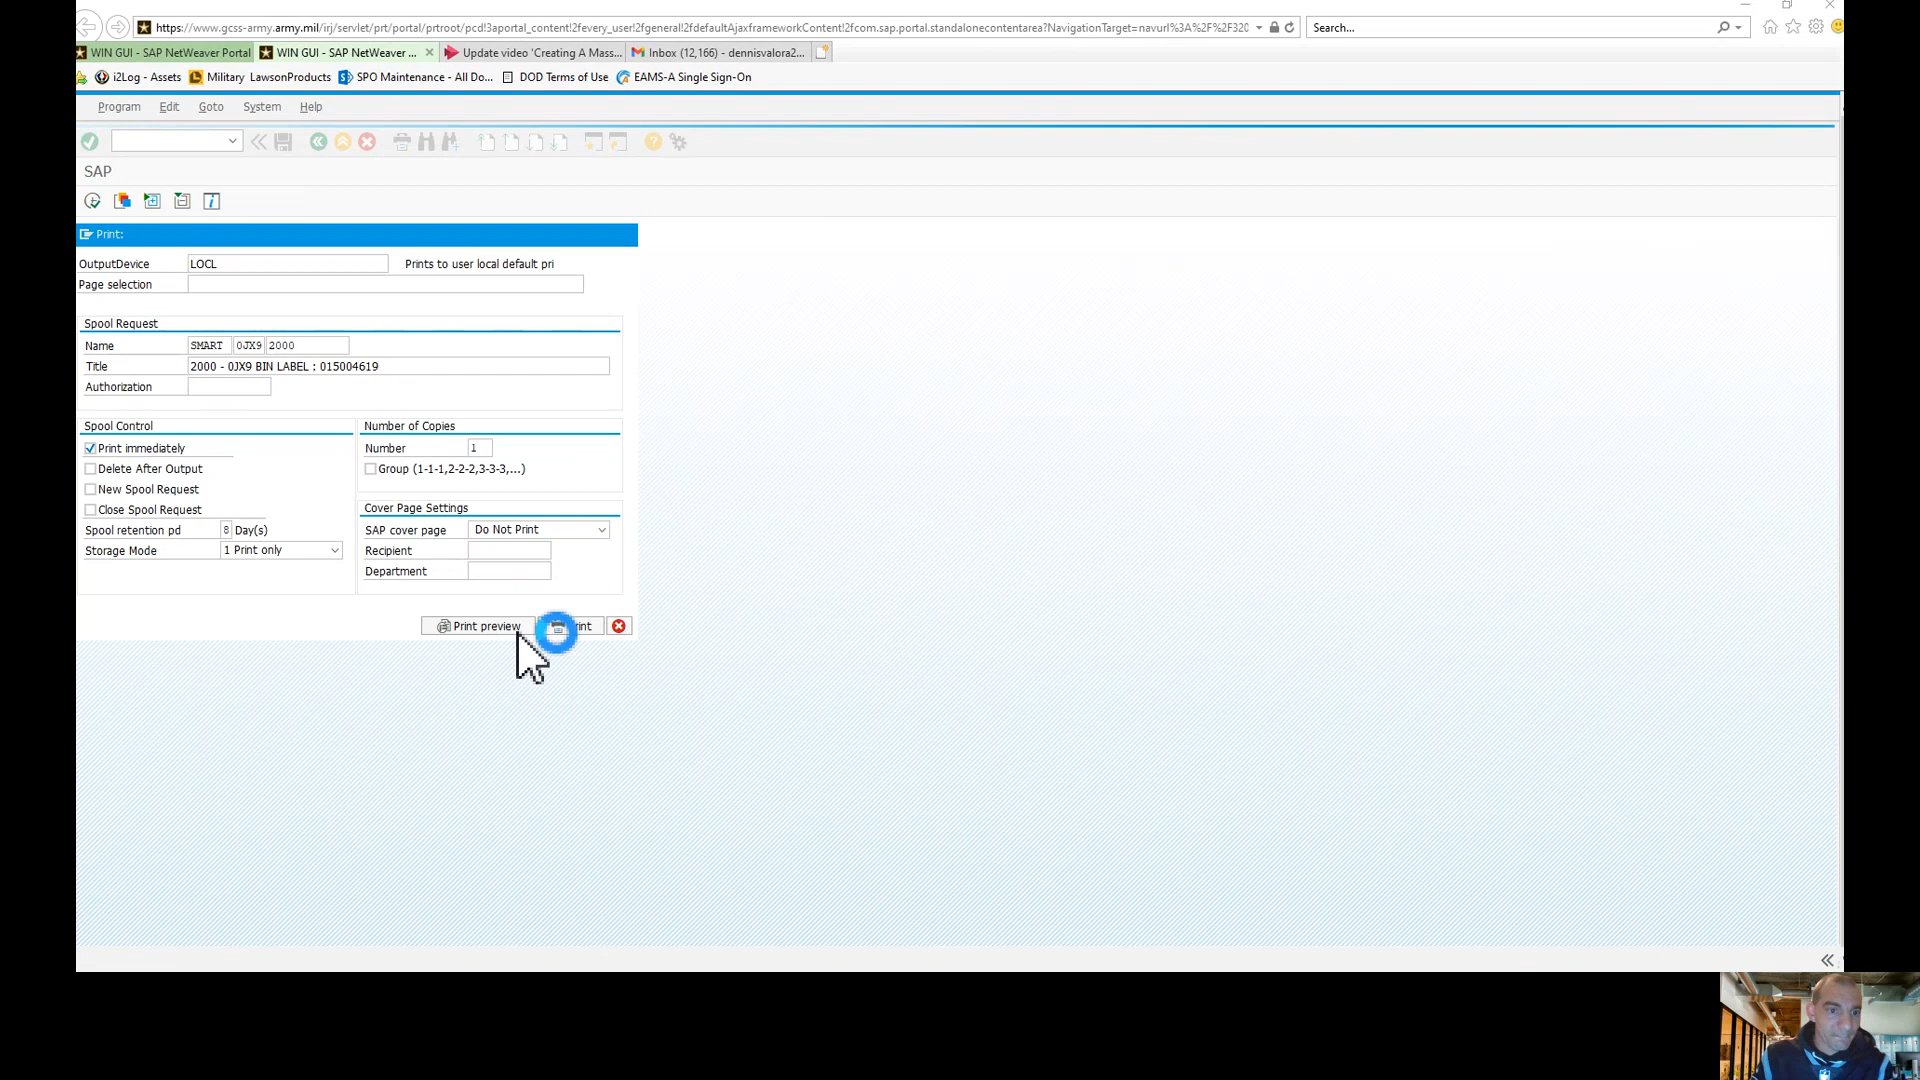 https://www.gcss-army.army.mil/irj/servlet/prt/portal/prtroot/pcd!3aportal_content!2fevery_user!2fgeneral!2fdefaultAjaxframeworkContent!2fcom.sap.portal.standalonecontentarea?NavigationTarget=navurl%3A%2F%2F320 Search...
WIN GUI - SAP NetWeaver Portal WIN GUI - SAP NetWeaver ... Update video 'Creating A Mass... Inbox (12,166) - dennisvalora2...
i2Log - Assets Military LawsonProducts SPO Maintenance - All Do... DOD Terms of Use EAMS-A Single Sign-On
Program Edit Goto System Help
SAP
Print:
OutputDevice LOCL Prints to user local default pri
Page selection
Spool Request
Name SMART 0JX9 2000
Title 2000 - 0JX9 BIN LABEL : 015004619
Authorization
Spool Control Number of Copies
Print immediately Number 1
Delete After Output Group (1-1-1,2-2-2,3-3-3,...)
New Spool Request
Close Spool Request Cover Page Settings
Spool retention pd 8 Day(s) SAP cover page Do Not Print
Storage Mode 1 Print only Recipient
Department
Print preview